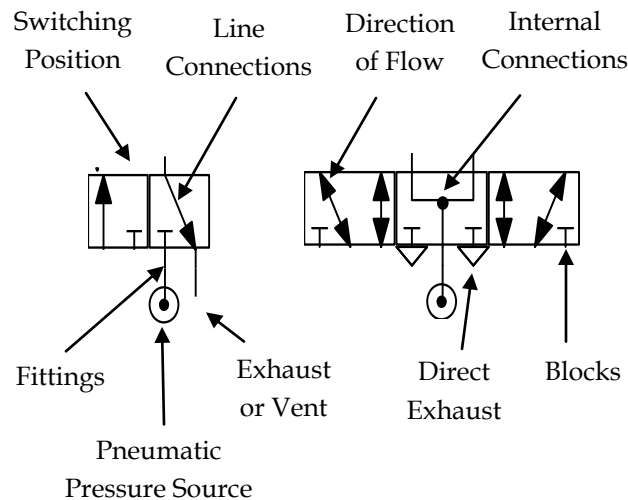 Switching
Position
Line
Connections
Direction
of Flow
Internal
Connections
Fittings
Exhaust
or Vent
Direct
Exhaust
Blocks
Pneumatic
Pressure Source